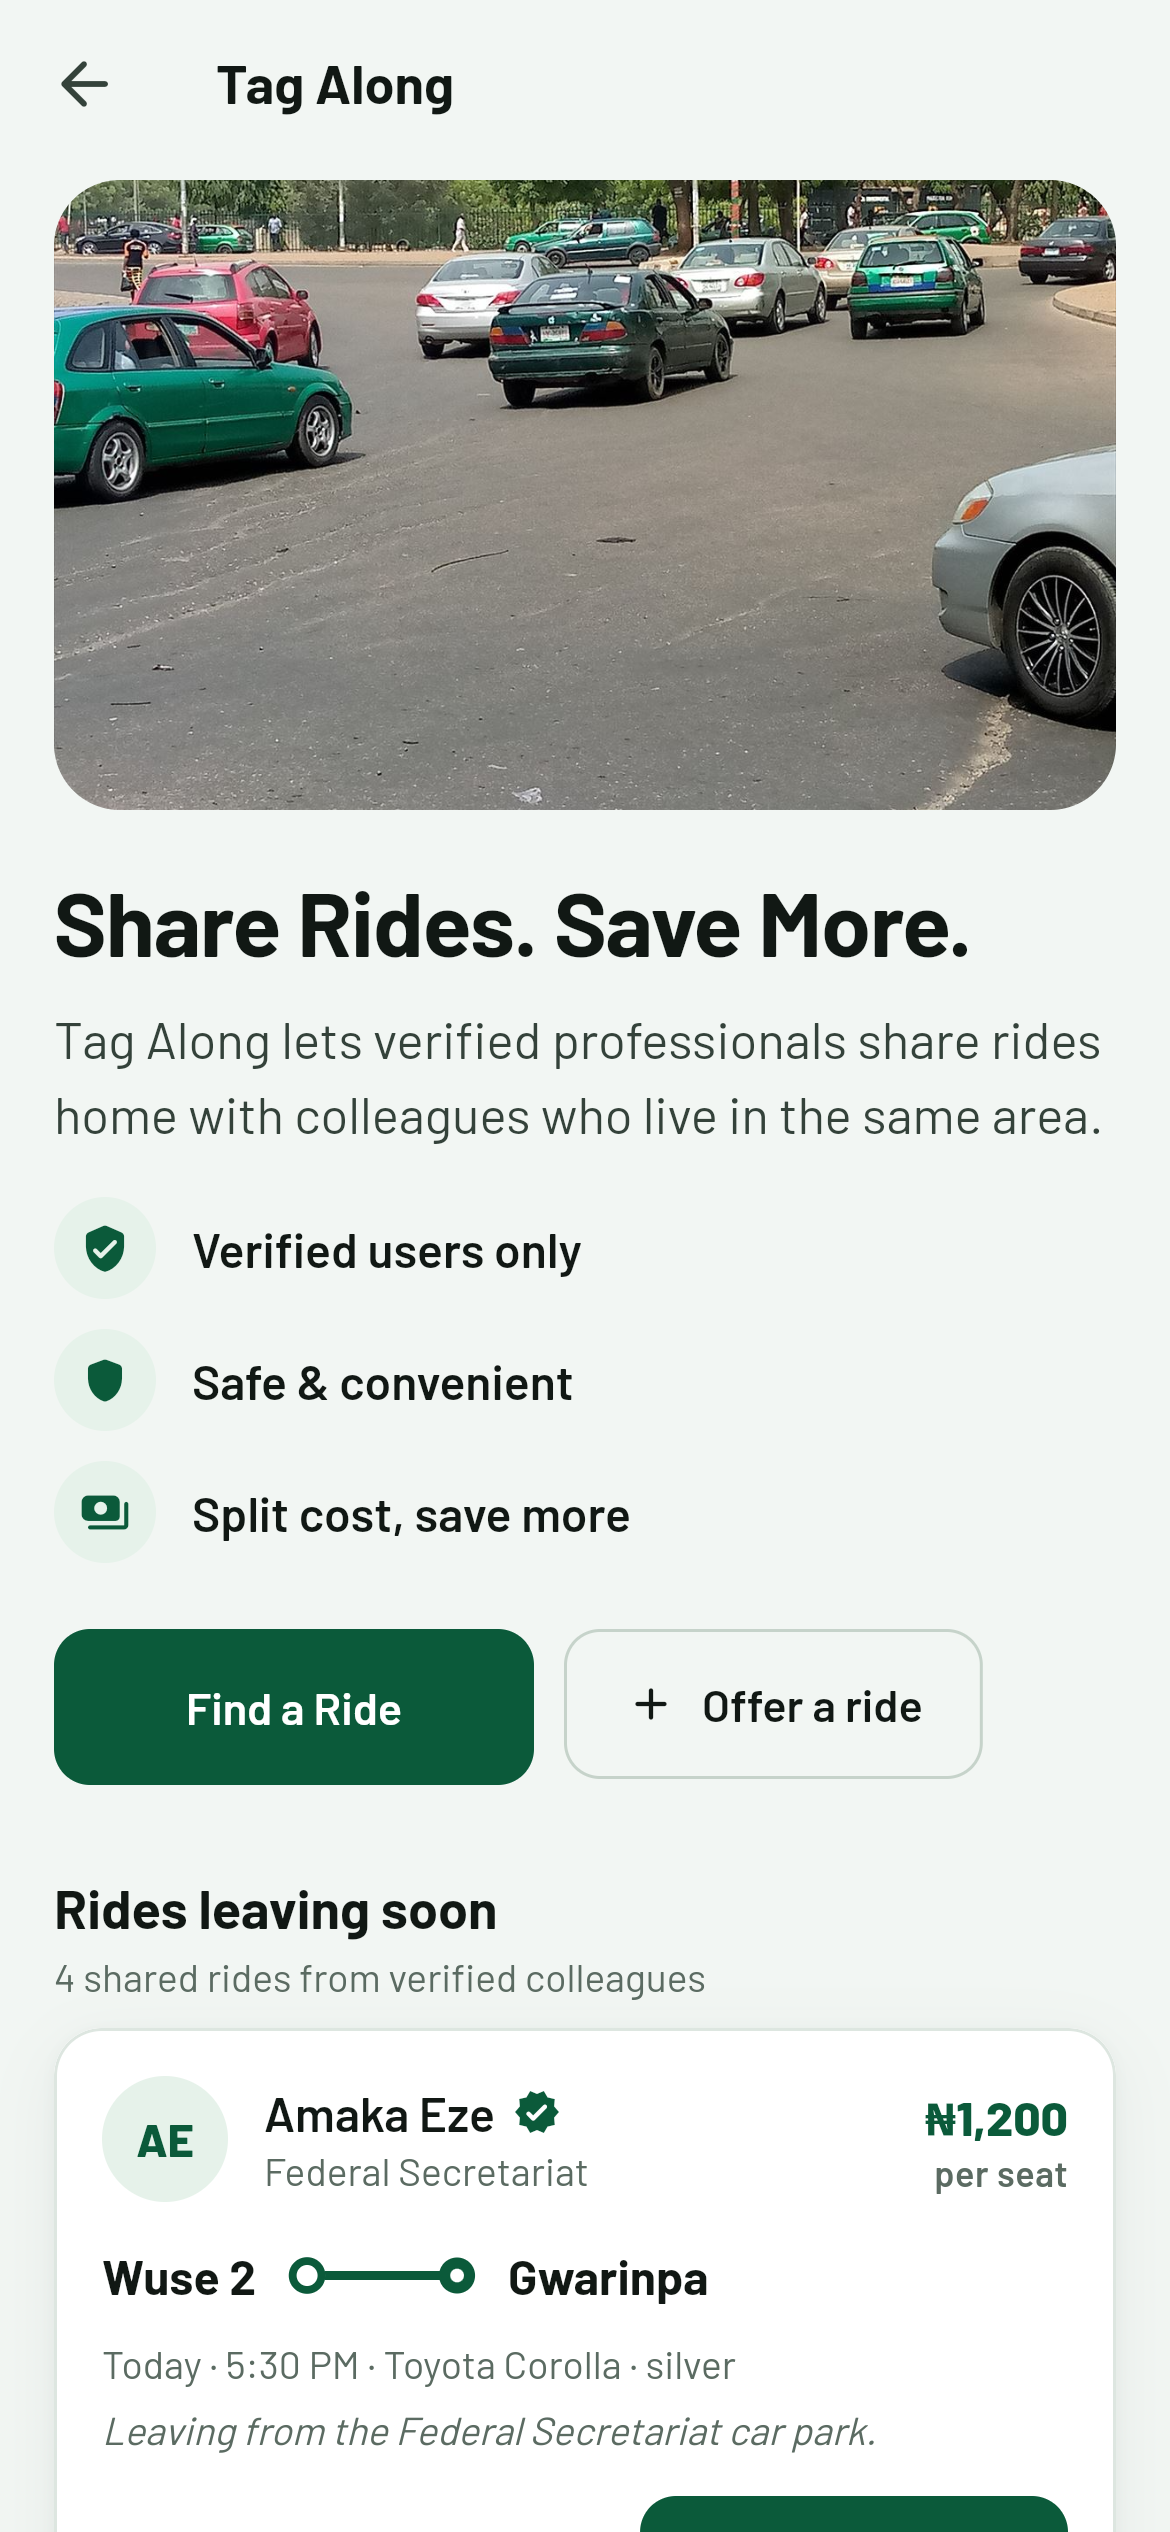 Tag Along
Share Rides. Save More.
Tag Along lets verified professionals share rides
home with colleagues who live in the same area.
Verified users only
Safe & convenient
Split cost, save more
Find a Ride
Offer a ride
Rides leaving soon
4 shared rides from verified colleagues
AE
Amaka Eze
Federal Secretariat
₦1,200
per seat
Wuse 2
Gwarinpa
Today · 5:30 PM · Toyota Corolla · silver
Leaving from the Federal Secretariat car park.